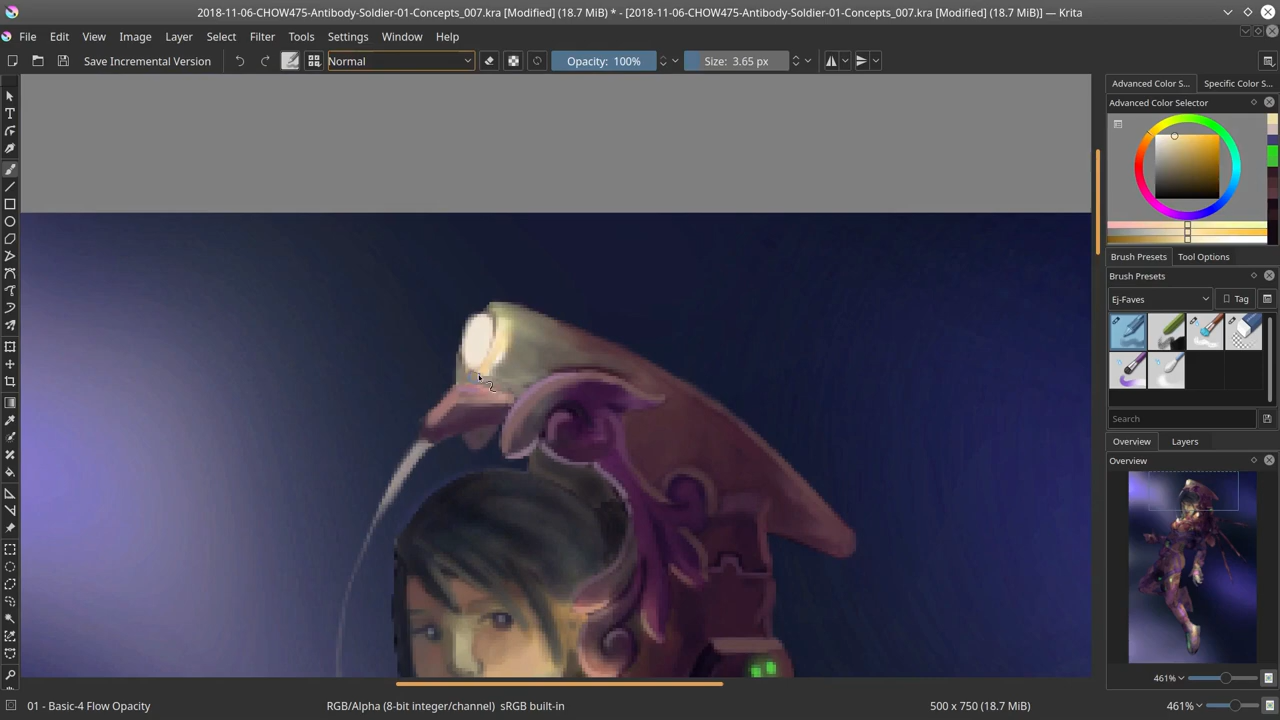 2018-11-06-CHOW475-Antibody-Soldier-01-Concepts_007.kra [Modified] (18.7 MiB) * - [2018-11-06-CHOW475-Antibody-Soldier-01-Concepts_007.kra [Modified] (18.7 MiB)] — Krita
File Edit View Image Layer Select Filter Tools Settings Window Help
Save Incremental Version Normal Opacity: 100% Size: 3.65 px
Advanced Color S... Specific Color S...
Advanced Color Selector
Brush Presets Tool Options
Brush Presets
Ej-Faves Tag
Search
Overview Layers
Overview
461%
01 - Basic-4 Flow Opacity RGB/Alpha (8-bit integer/channel) sRGB built-in 500 x 750 (18.7 MiB) 461%